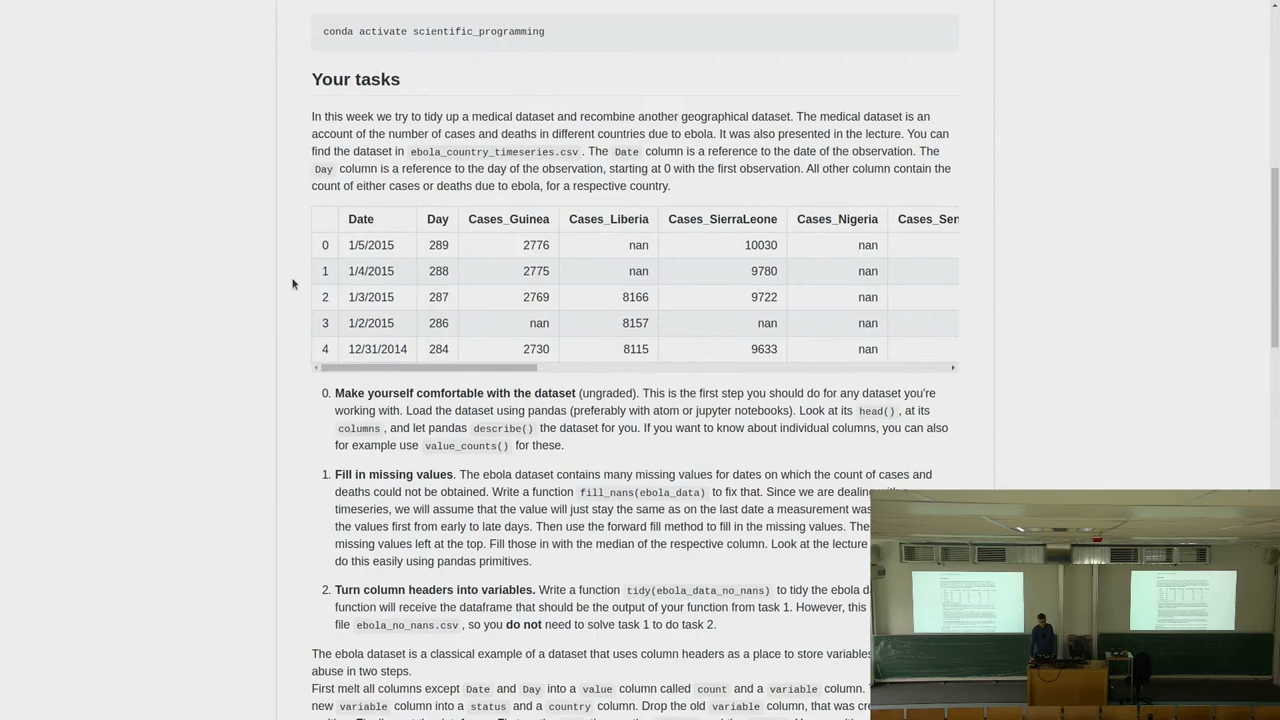 conda activate scientific_programming
Your tasks
In this week we try to tidy up a medical dataset and recombine another geographical dataset. The medical dataset is an
account of the number of cases and deaths in different countries due to ebola. It was also presented in the lecture. You can
find the dataset in ebola_country_timeseries.csv. The Date column is a reference to the date of the observation. The
Day column is a reference to the day of the observation, starting at 0 with the first observation. All other column contain the
count of either cases or deaths due to ebola, for a respective country.
Date Day Cases_Guinea Cases_Liberia Cases_SierraLeone Cases_Nigeria Cases_Sen
0 1/5/2015 289 2776 nan 10030 nan
1 1/4/2015 288 2775 nan 9780 nan
2 1/3/2015 287 2769 8166 9722 nan
3 1/2/2015 286 nan 8157 nan nan
4 12/31/2014 284 2730 8115 9633 nan
0. Make yourself comfortable with the dataset (ungraded). This is the first step you should do for any dataset you're
working with. Load the dataset using pandas (preferably with atom or jupyter notebooks). Look at its head(), at its
columns, and let pandas describe() the dataset for you. If you want to know about individual columns, you can also
for example use value_counts() for these.
1. Fill in missing values. The ebola dataset contains many missing values for dates on which the count of cases and
deaths could not be obtained. Write a function fill_nans(ebola_data) to fix that. Since we are dealing with a
timeseries, we will assume that the value will just stay the same as on the last date a measurement was
the values first from early to late days. Then use the forward fill method to fill in the missing values. The
missing values left at the top. Fill those in with the median of the respective column. Look at the lecture
do this easily using pandas primitives.
2. Turn column headers into variables. Write a function tidy(ebola_data_no_nans) to tidy the ebola d
function will receive the dataframe that should be the output of your function from task 1. However, this
file ebola_no_nans.csv, so you do not need to solve task 1 to do task 2.
The ebola dataset is a classical example of a dataset that uses column headers as a place to store variables
abuse in two steps.
First melt all columns except Date and Day into a value column called count and a variable column.
new variable column into a status and a country column. Drop the old variable column, that was cr